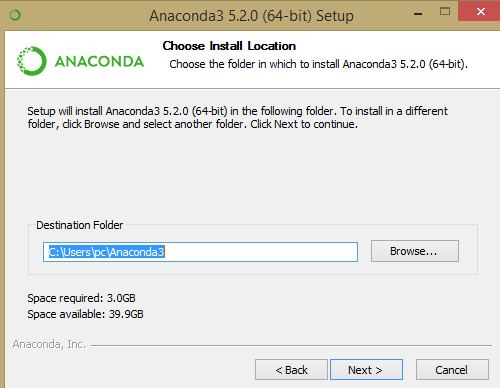 Anaconda3 5.2.0 (64-bit) Setup
ANACONDA
Choose Install Location
Choose the folder in which to install Anaconda3 5.2.0 (64-bit).
Setup will install Anaconda3 5.2.0 (64-bit) in the following folder. To install in a different
folder, click Browse and select another folder. Click Next to continue.
Destination Folder
C:\Users\pc\Anaconda3
Browse...
Space required: 3.0GB
Space available: 39.9GB
Anaconda, Inc.
< Back
Next >
Cancel